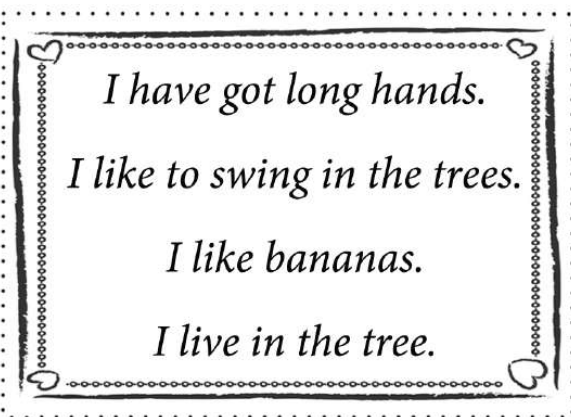 I have got long hands.
I like to swing in the trees.
I like bananas.
I live in the tree.